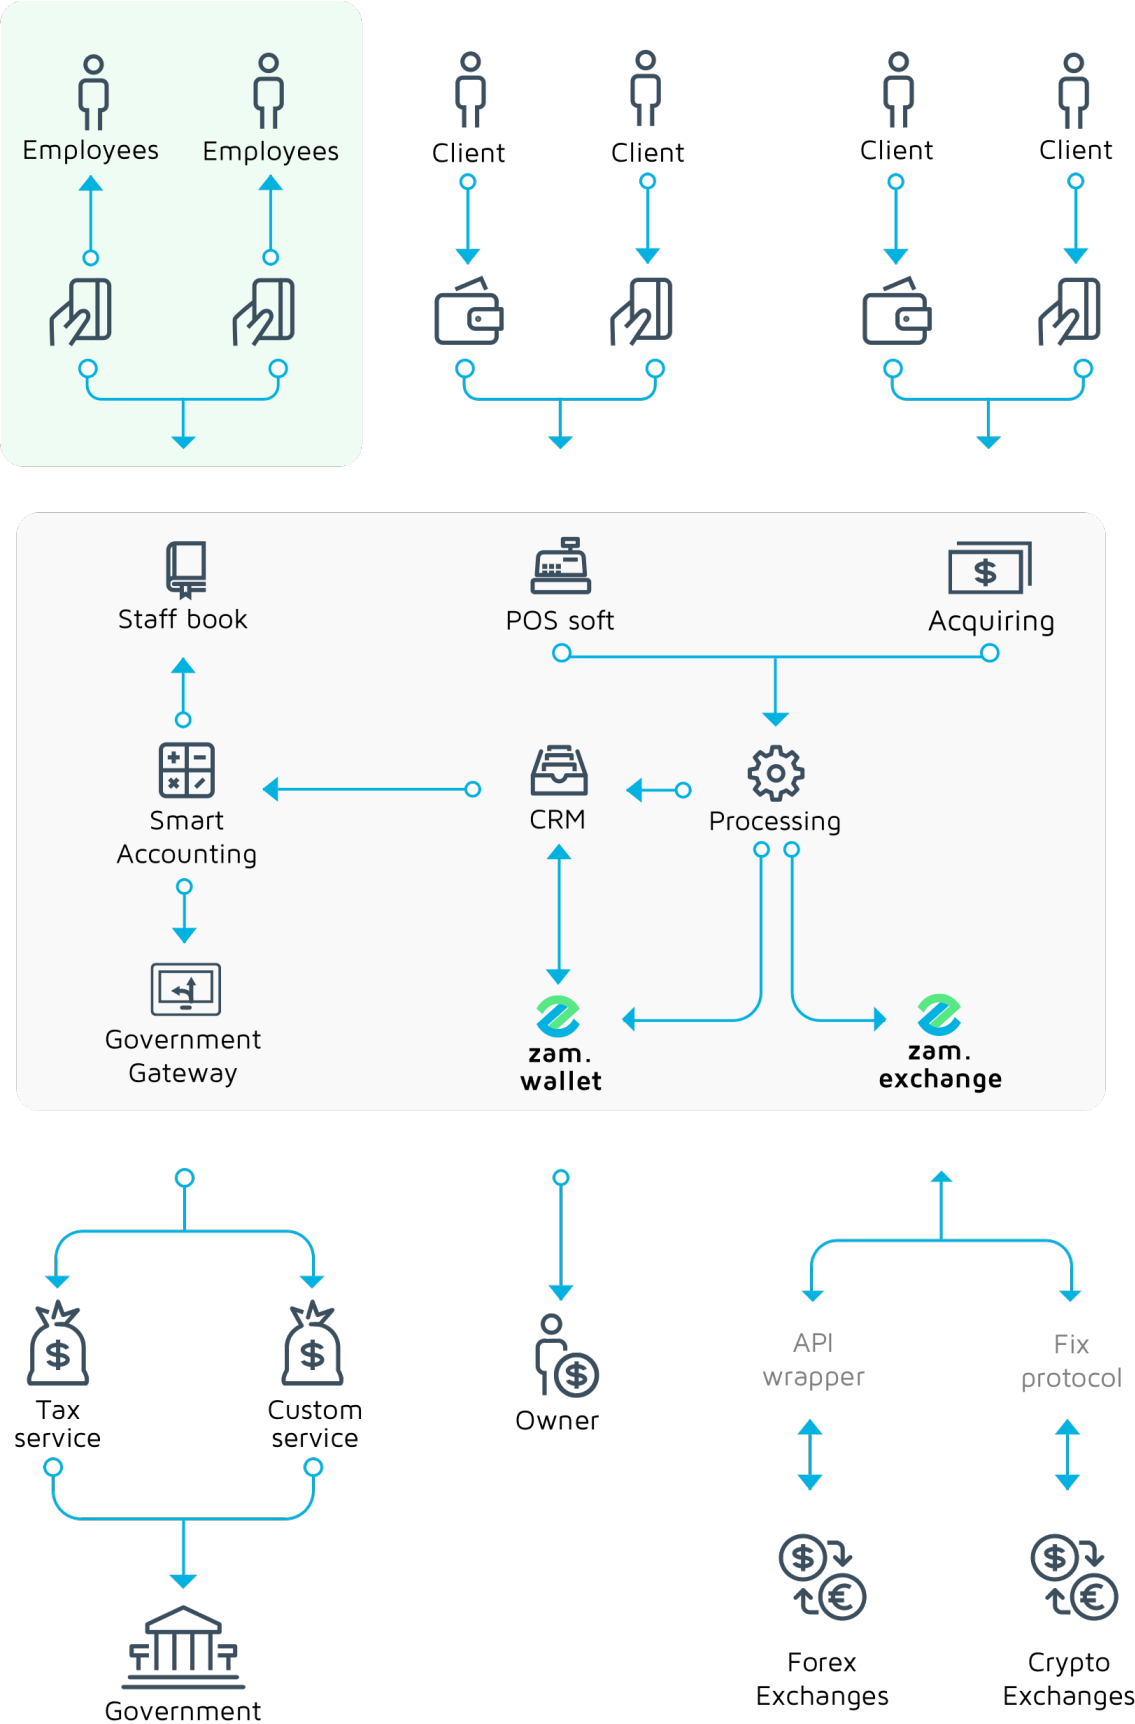 Employees
Employees
Client
Client
Client
Client
Staff book
POS soft
Acquiring
Smart
Accounting
CRM
Processing
Government
Gateway
zam.
wallet
zam.
exchange
Tax
service
Custom
service
Owner
API
wrapper
Fix
protocol
Government
Forex
Exchanges
Crypto
Exchanges